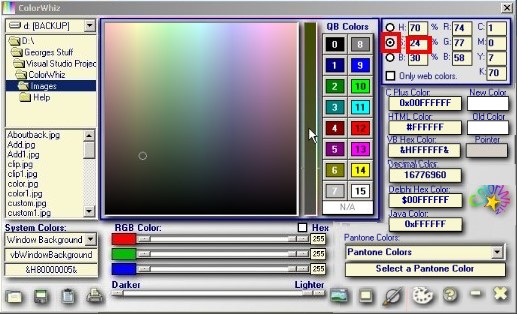 ColorWhiz
d: [BACKUP]
D:\
Georges Stuff
Visual Studio Projec
ColorWhiz
Images
Help
Aboutback.jpg
Add.jpg
Add1.jpg
clip.jpg
clip1.jpg
color.jpg
color1.jpg
custom.jpg
custom1.jpg
QB Colors
0 8
1 9
2 10
3 11
4 12
5 13
6 14
7 15
N/A
H: 70 % R: 74 C: 1
24 % G: 77 M: 0
B: 30 % B: 58 Y: 7
K: 70
Only web colors.
C Plus Color: New Color
0x00FFFFFF
HTML Color Old Color
#FFFFFF
VB Hex Color Pointer
&HFFFFFF&
Decimal Color:
16776960
Delphi Hex Color
$00FFFFFF
Java Color:
0xFFFFFF
System Colors:
Window Background
vbWindowBackground
&H80000005&
RGB Color: Hex
255
255
255
Darker Lighter
Pantone Colors:
Pantone Colors
Select a Pantone Color